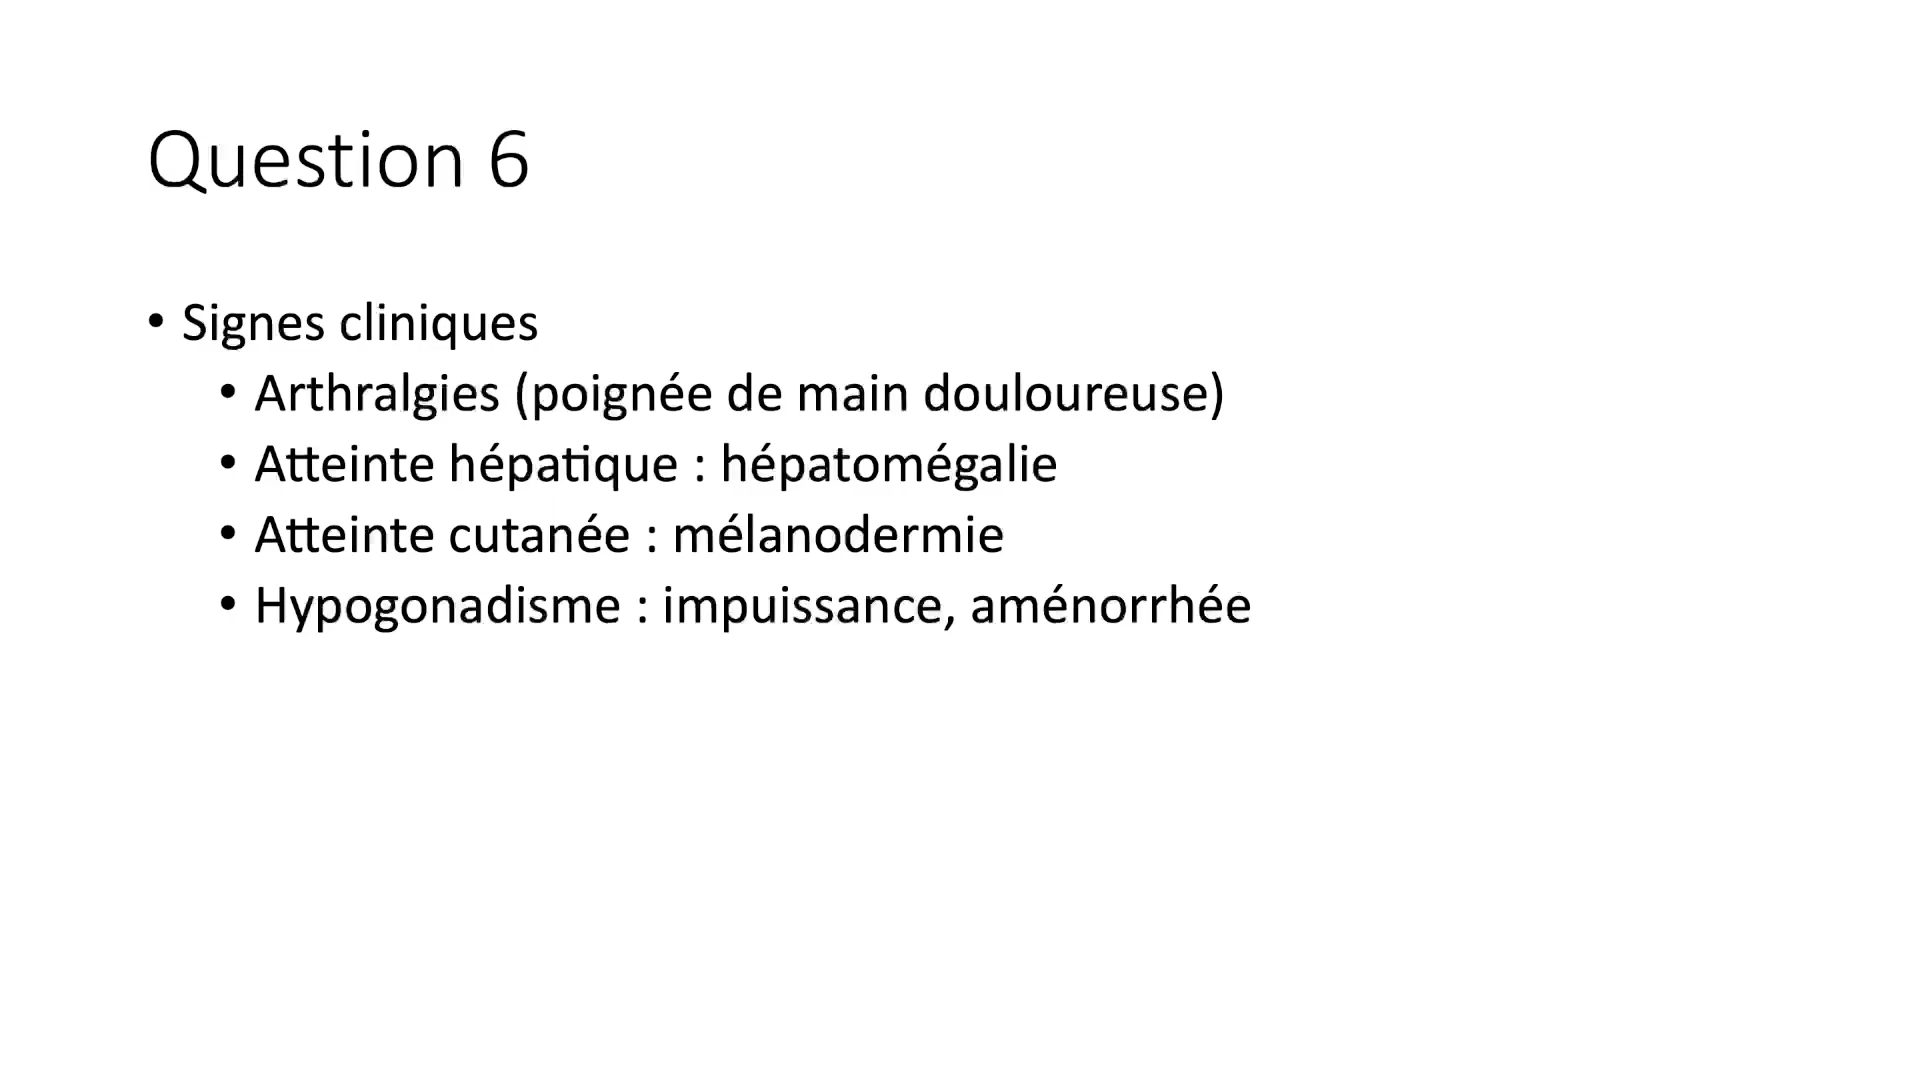 Question 6
• Signes cliniques
• Arthralgies (poignée de main douloureuse)
• Atteinte hépatique : hépatomégalie
• Atteinte cutanée : mélanodermie
• Hypogonadisme : impuissance, aménorrhée